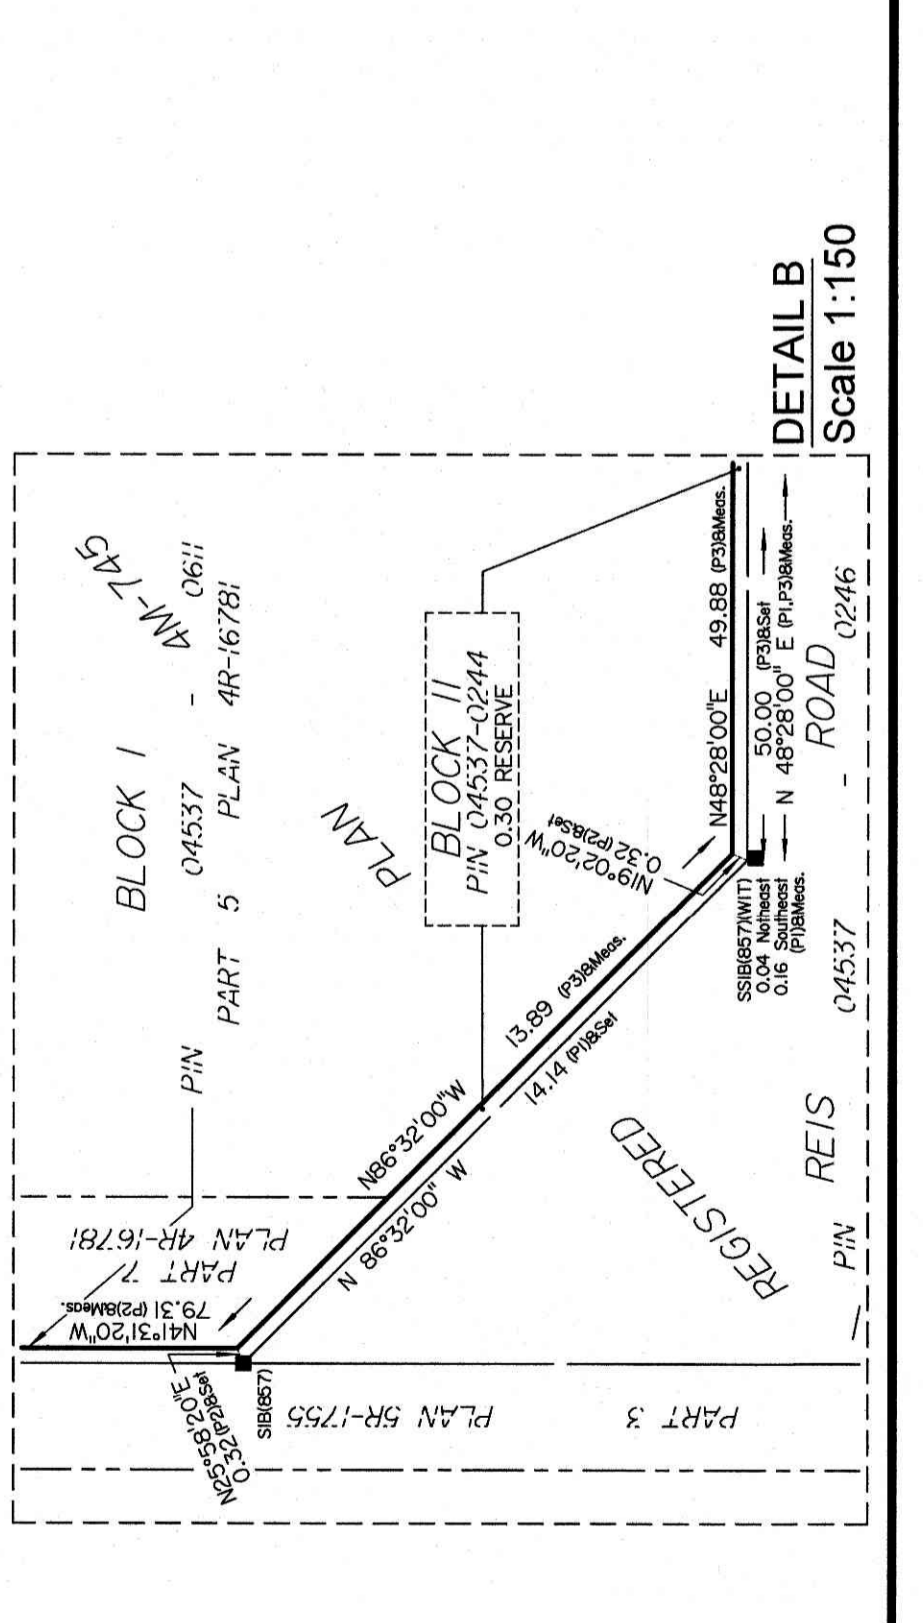 BLOCK 1
PIN 04537 - 0611
PART 5 PLAN 4R-16781
4M-745
PLAN
REGISTERED
BLOCK 11
PIN 04537-0244
0.30 RESERVE
PART 7
PLAN 4R-16781
N41°31'20"W
79.31 (P2)&Meas.
N25°58'20"E
0.32 (P2)&Set
SIB(857)
PLAN 5R-1755
PART 3
N86°32'00"W
13.89 (P3)&Meas.
N 86°32'00" W
14.14 (P1)&Set
N19°02'20"W
0.32 (P2)&Set
N48°28'00"E 49.88 (P3)&Meas.
50.00 (P3)&Set
N 48°28'00" E (P1,P3)&Meas.
SSIB(857)(WIT)
0.04 Notheast
0.16 Southeast
(P1)&Meas.
REIS ROAD
PIN 04537 - 0246
DETAIL B
Scale 1:150